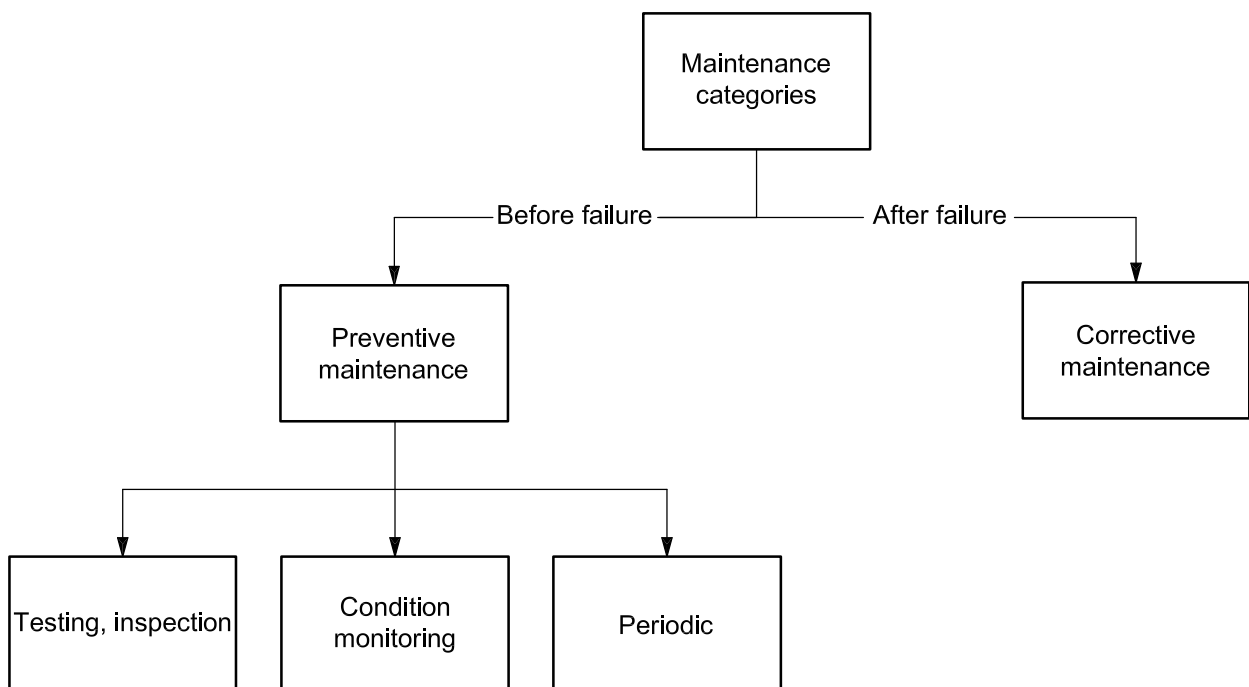 Maintenance
categories
Before failure
After failure
Preventive
maintenance
Corrective
maintenance
Testing, inspection
Condition
monitoring
Periodic